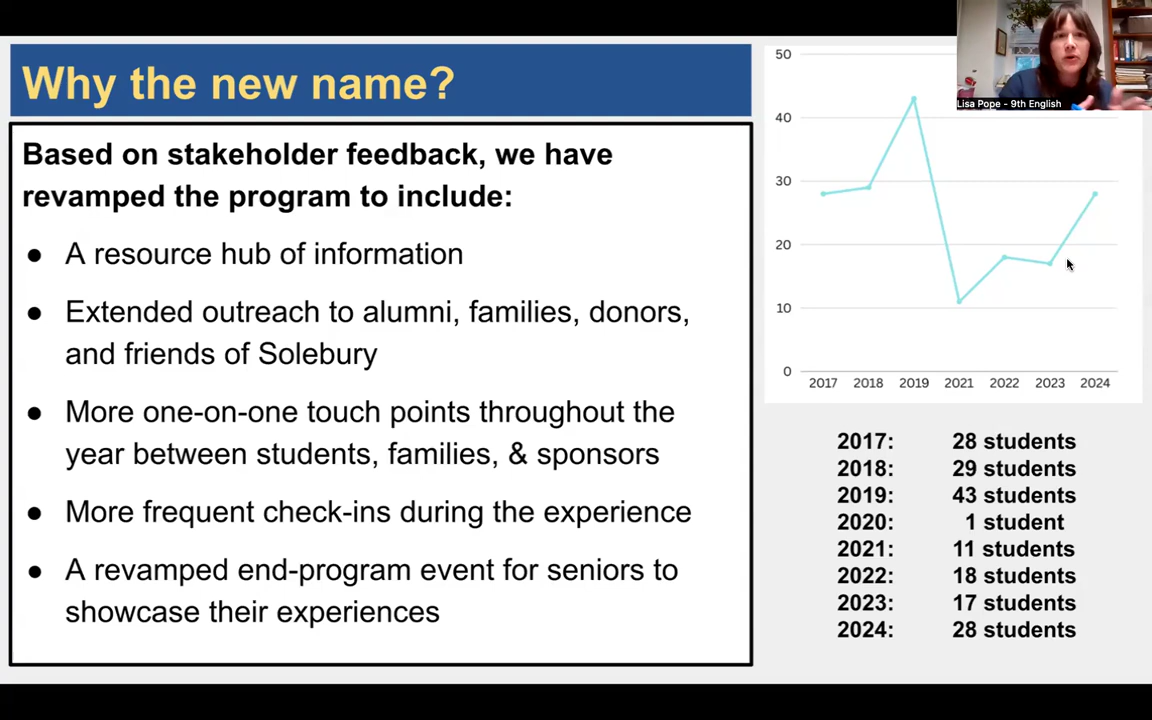 Why the new name?
Based on stakeholder feedback, we have
revamped the program to include:
● A resource hub of information
● Extended outreach to alumni, families, donors,
and friends of Solebury
● More one-on-one touch points throughout the
year between students, families, & sponsors
● More frequent check-ins during the experience
● A revamped end-program event for seniors to
showcase their experiences
Lisa Pope - 9th English
50
40
30
20
10
0
2017 2018 2019 2021 2022 2023 2024
2017: 28 students
2018: 29 students
2019: 43 students
2020: 1 student
2021: 11 students
2022: 18 students
2023: 17 students
2024: 28 students